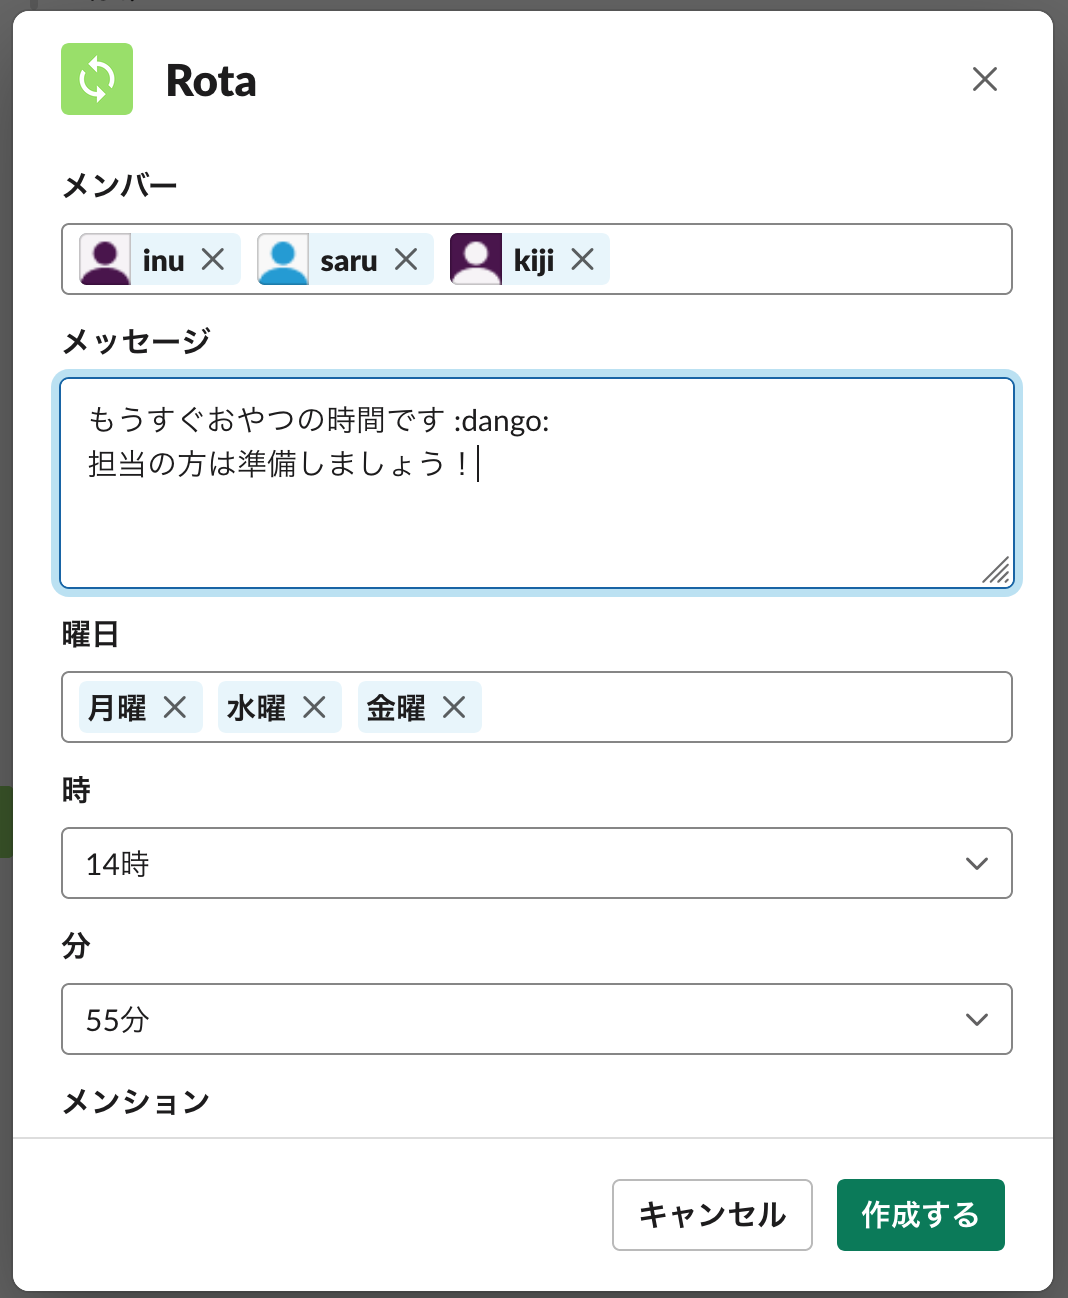 Rota
メンバー
inu saru kiji
メッセージ
もうすぐおやつの時間です :dango:
担当の方は準備しましょう！
曜日
月曜 水曜 金曜
時
14時
分
55分
メンション
キャンセル 作成する